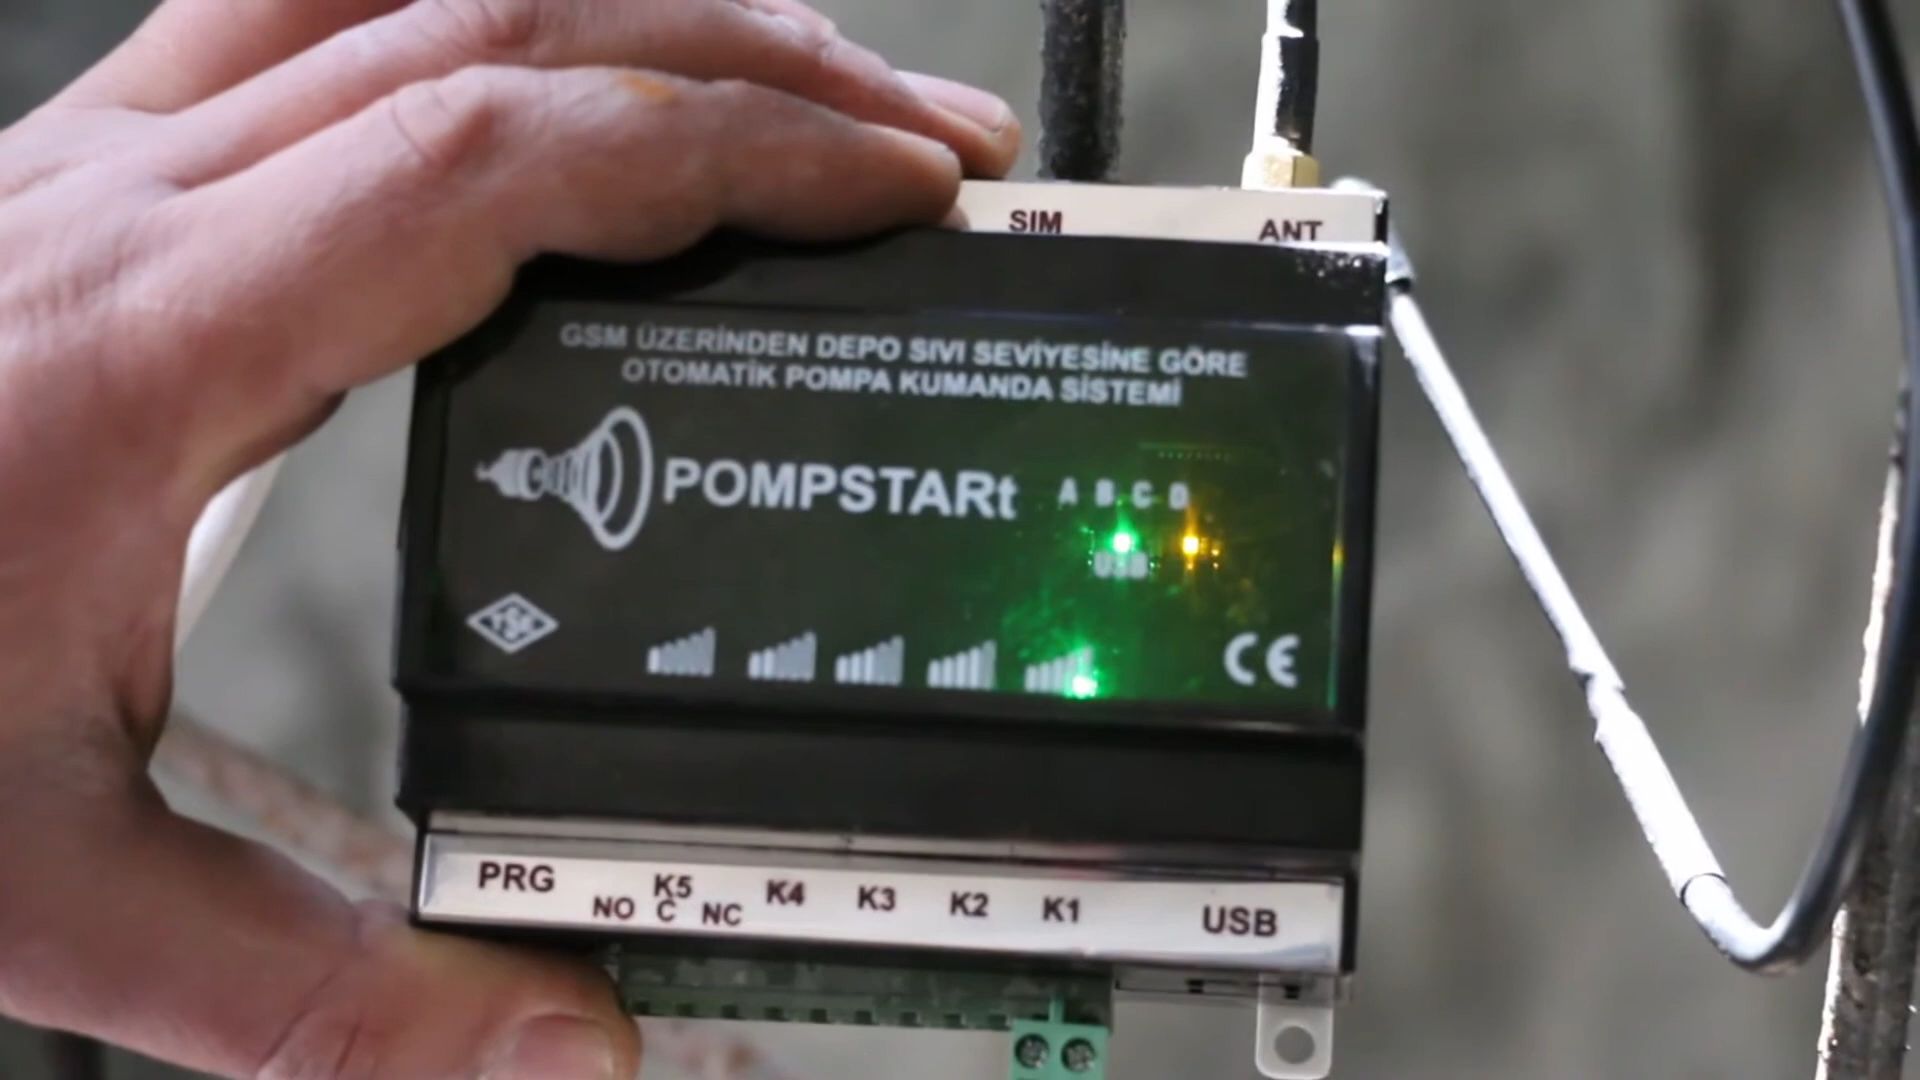 SIM ANT
GSM ÜZERİNDEN DEPO SIVI SEVİYESİNE GÖRE
OTOMATİK POMPA KUMANDA SİSTEMİ
POMPSTARt A B C D
USB
TSE
CE
PRG K5 K4 K3 K2 K1 USB
NO C NC